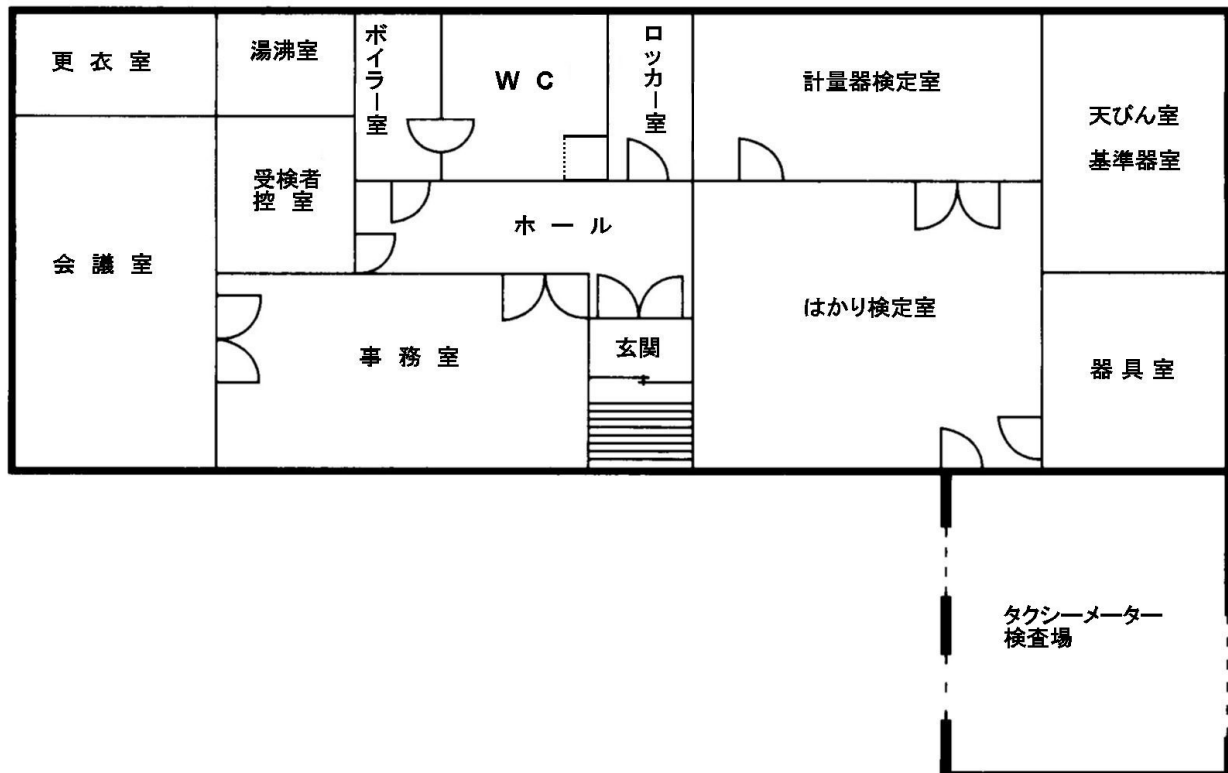 更衣室
湯沸室
ボイラー室
WC
ロッカー室
計量器検定室
天びん室
基準器室
会議室
受検者
控室
ホール
事務室
玄関
はかり検定室
器具室
タクシーメーター
検査場